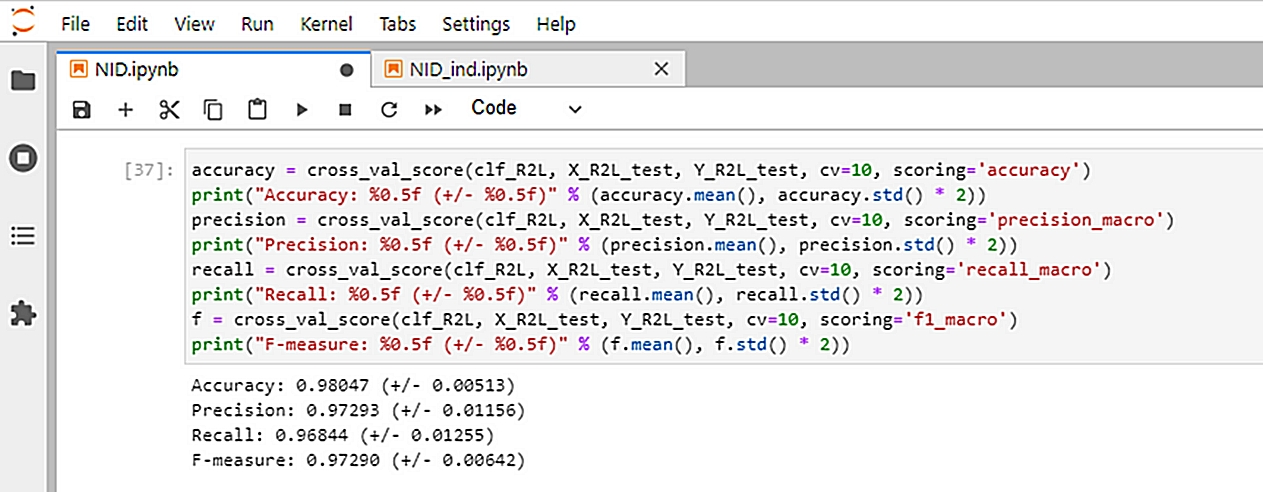 File Edit View Run Kernel Tabs Settings Help
NID.ipynb NID_ind.ipynb
Code
[37]: accuracy = cross_val_score(clf_R2L, X_R2L_test, Y_R2L_test, cv=10, scoring='accuracy')
print("Accuracy: %0.5f (+/- %0.5f)" % (accuracy.mean(), accuracy.std() * 2))
precision = cross_val_score(clf_R2L, X_R2L_test, Y_R2L_test, cv=10, scoring='precision_macro')
print("Precision: %0.5f (+/- %0.5f)" % (precision.mean(), precision.std() * 2))
recall = cross_val_score(clf_R2L, X_R2L_test, Y_R2L_test, cv=10, scoring='recall_macro')
print("Recall: %0.5f (+/- %0.5f)" % (recall.mean(), recall.std() * 2))
f = cross_val_score(clf_R2L, X_R2L_test, Y_R2L_test, cv=10, scoring='f1_macro')
print("F-measure: %0.5f (+/- %0.5f)" % (f.mean(), f.std() * 2))
Accuracy: 0.98047 (+/- 0.00513)
Precision: 0.97293 (+/- 0.01156)
Recall: 0.96844 (+/- 0.01255)
F-measure: 0.97290 (+/- 0.00642)